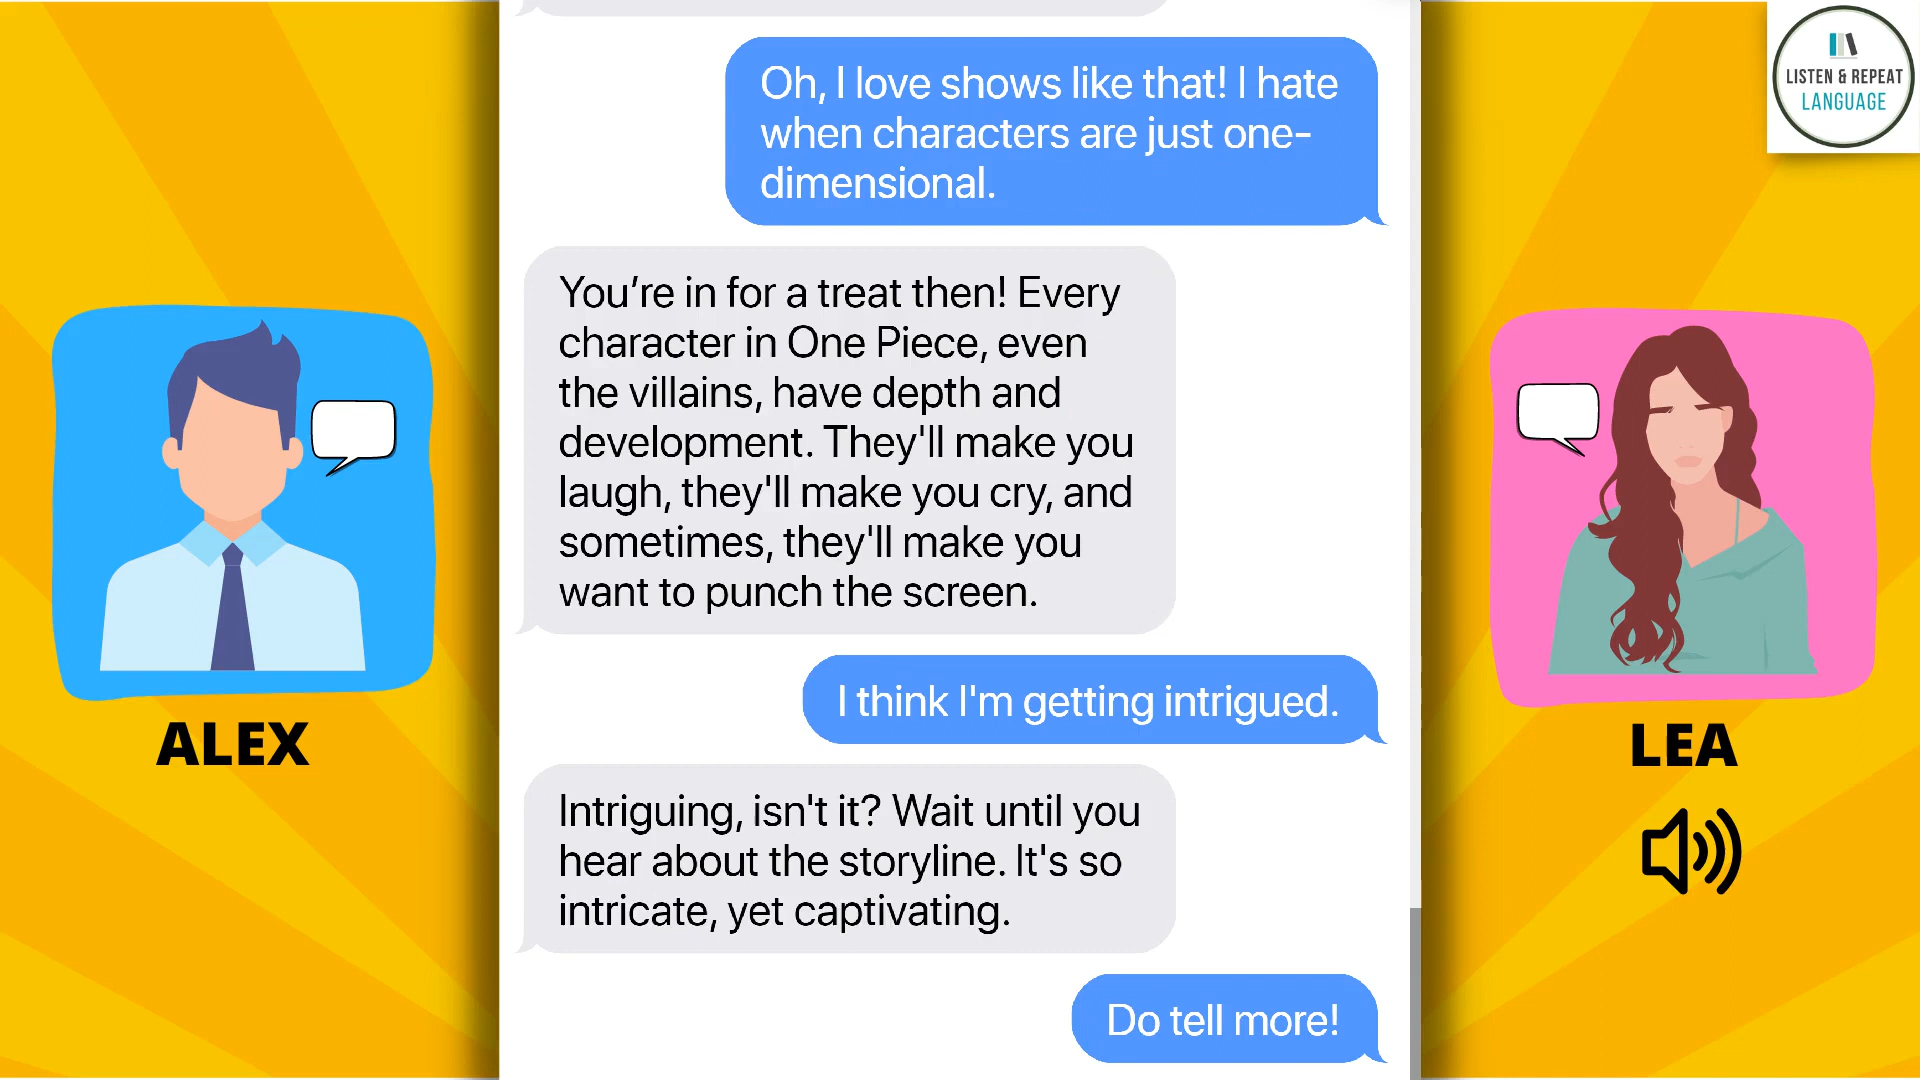 Oh, I love shows like that! I hate
when characters are just one-
dimensional.
You’re in for a treat then! Every
character in One Piece, even
the villains, have depth and
development. They'll make you
laugh, they'll make you cry, and
sometimes, they'll make you
want to punch the screen.
I think I'm getting intrigued.
Intriguing, isn't it? Wait until you
hear about the storyline. It's so
intricate, yet captivating.
Do tell more!
ALEX
LEA
LISTEN & REPEAT
LANGUAGE